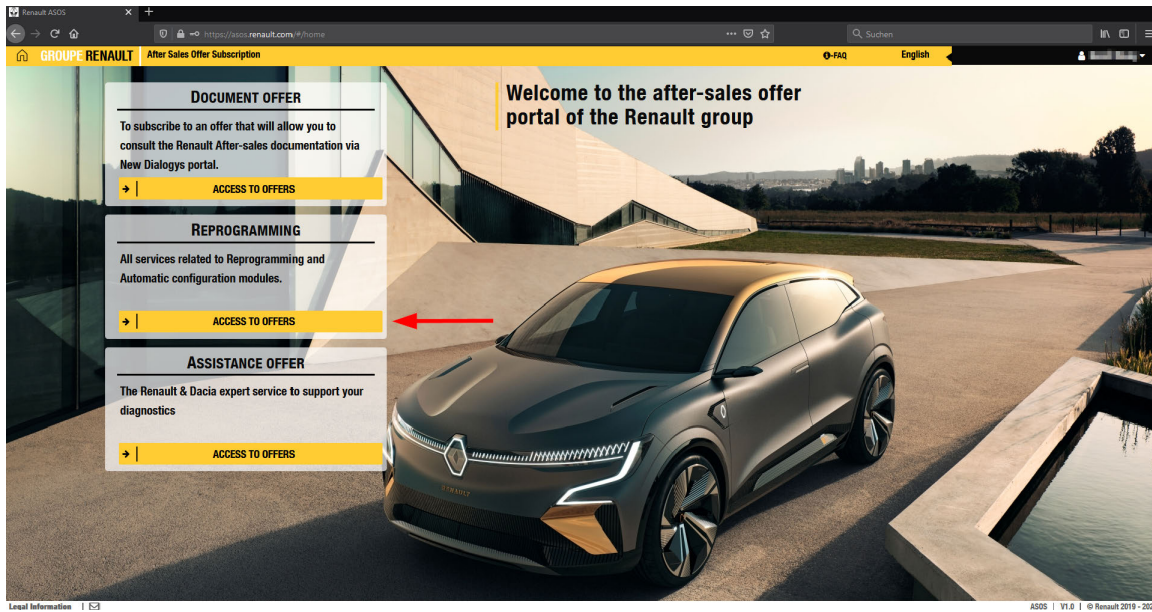 Renault ASOS
https://asos.renault.com/#/home
Suchen
GROUPE RENAULT
After Sales Offer Subscription
FAQ
English
Welcome to the after-sales offer
portal of the Renault group
DOCUMENT OFFER
To subscribe to an offer that will allow you to
consult the Renault After-sales documentation via
New Dialogys portal.
ACCESS TO OFFERS
REPROGRAMMING
All services related to Reprogramming and
Automatic configuration modules.
ACCESS TO OFFERS
ASSISTANCE OFFER
The Renault & Dacia expert service to support your
diagnostics
ACCESS TO OFFERS
RENAULT
Legal Information |
ASOS | V1.0 | © Renault 2019 -